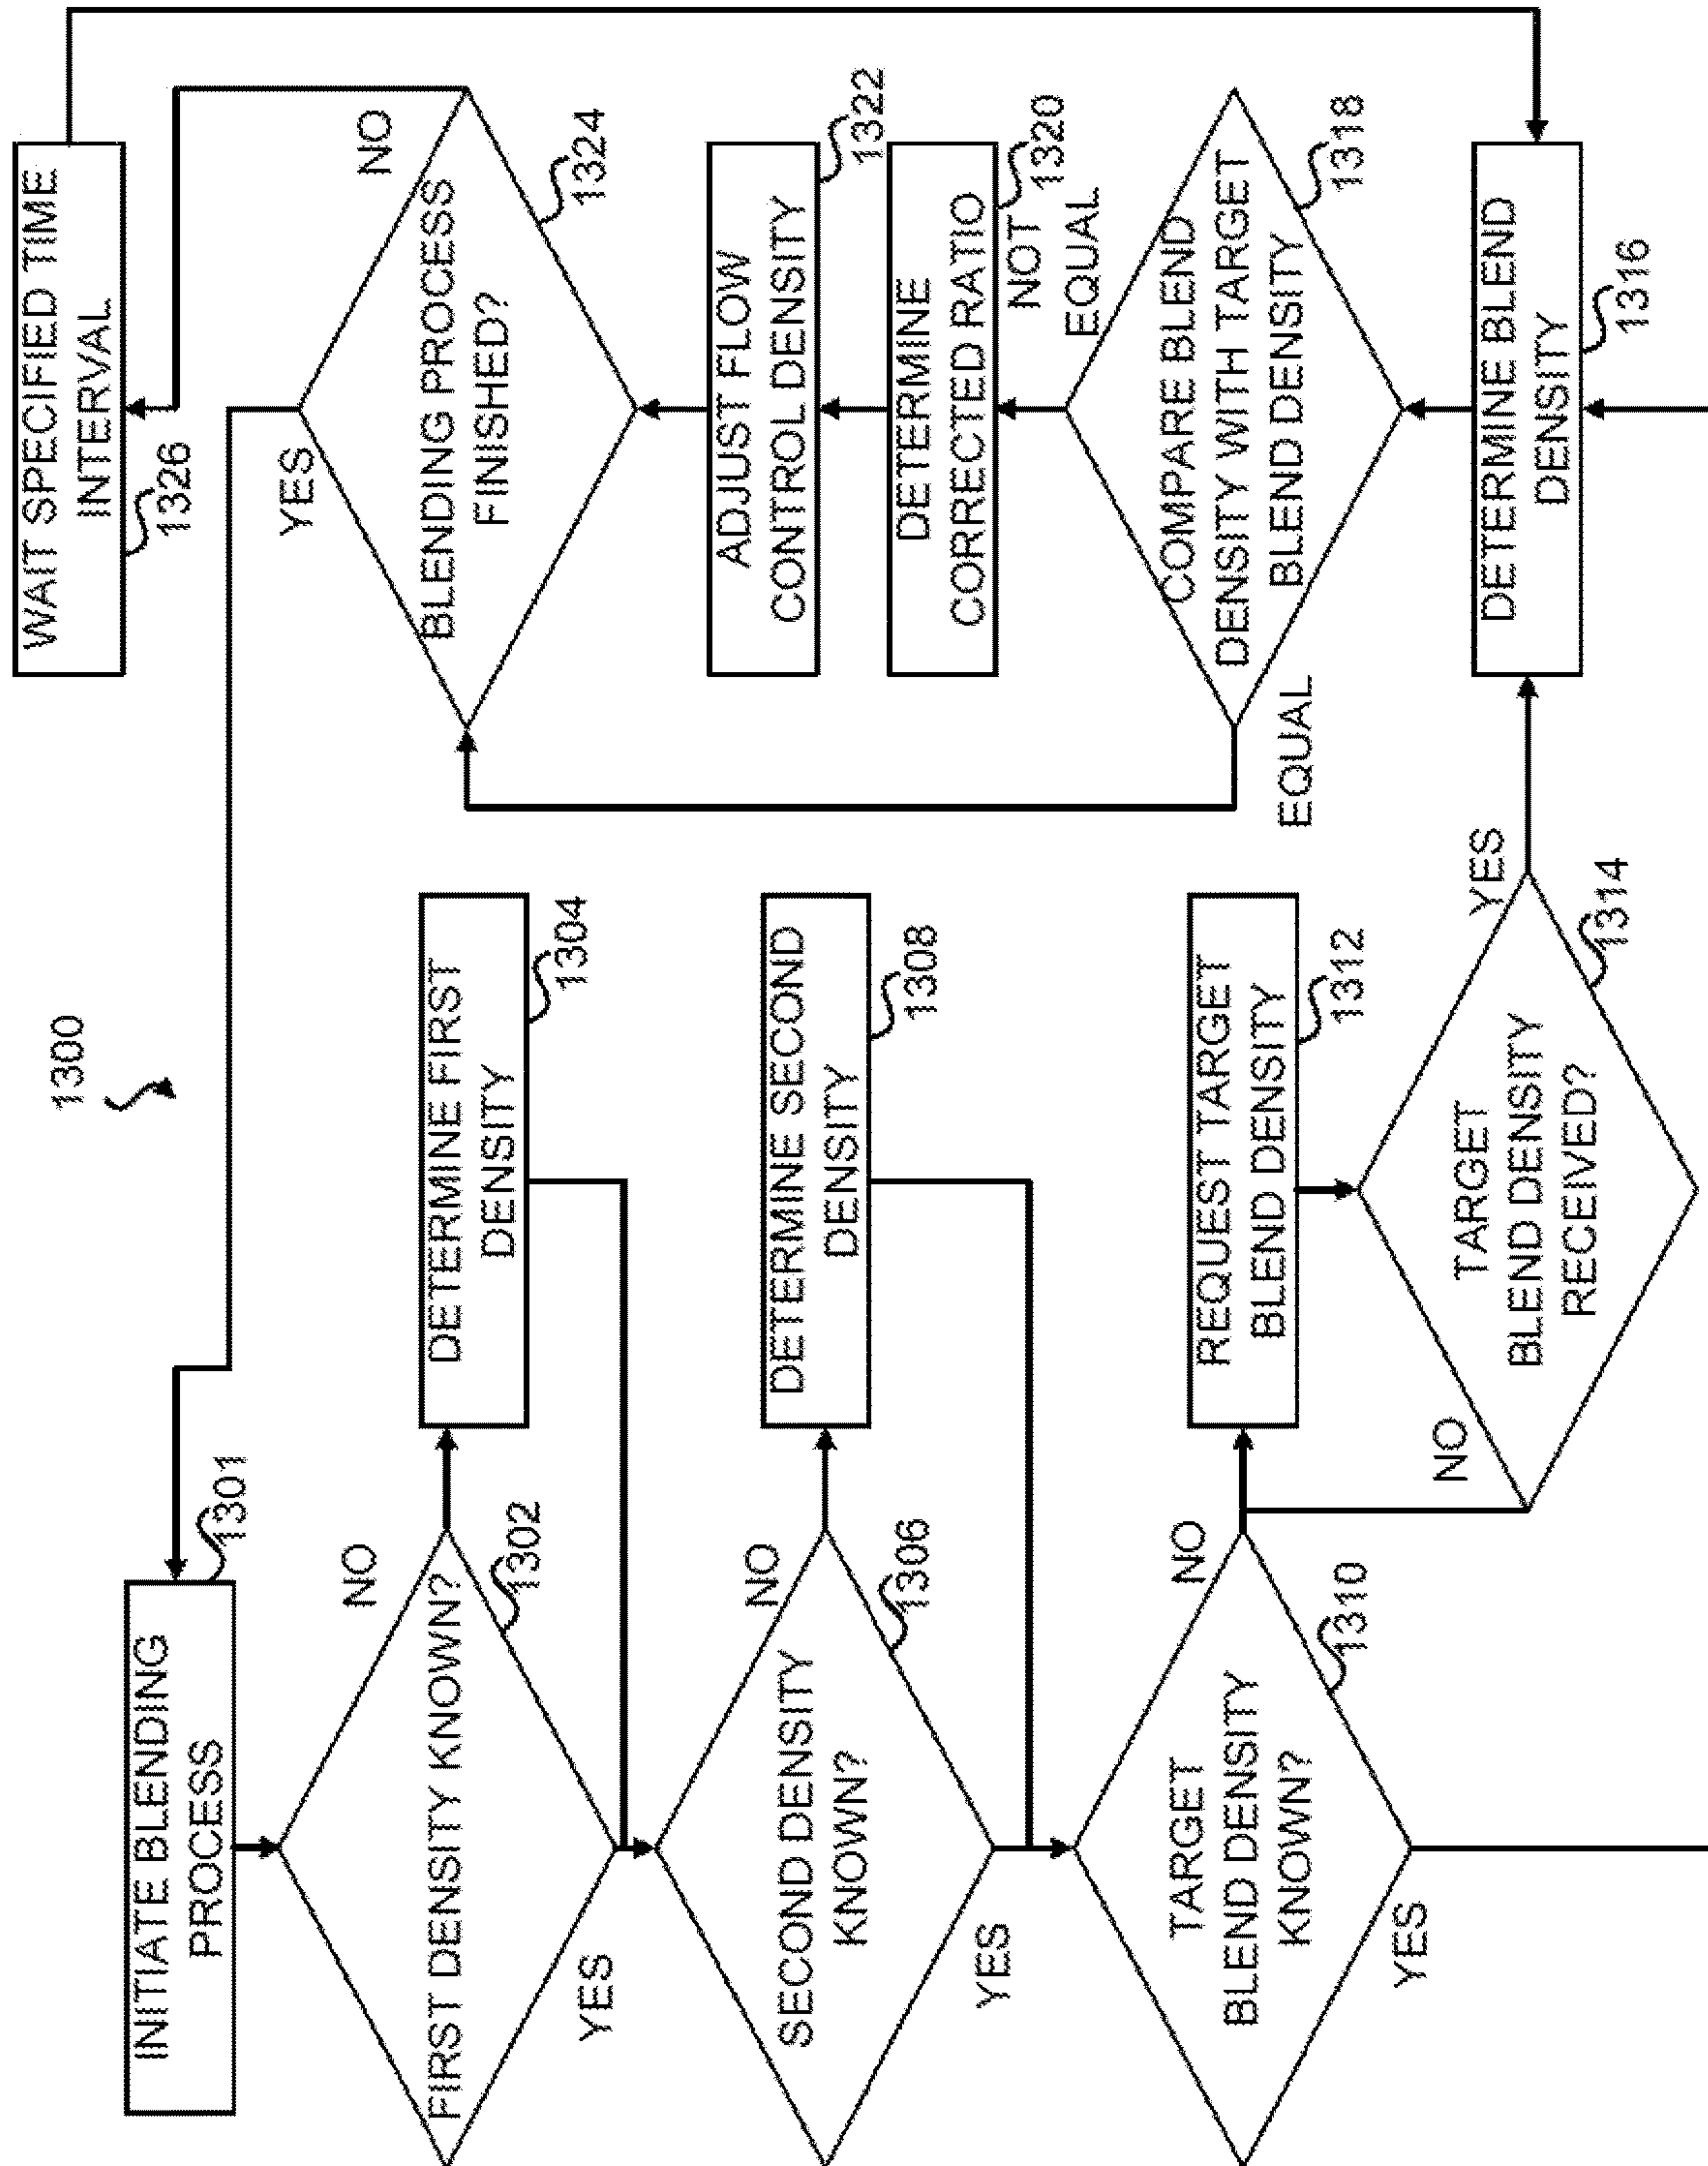 1300
INITIATE BLENDING
PROCESS
1301
FIRST DENSITY KNOWN?
1302
NO
YES
DETERMINE FIRST
DENSITY
1304
SECOND DENSITY
KNOWN?
1306
NO
YES
DETERMINE SECOND
DENSITY
1308
TARGET
BLEND DENSITY
KNOWN?
1310
NO
YES
REQUEST TARGET
BLEND DENSITY
1312
TARGET
BLEND DENSITY
RECEIVED?
1314
NO
YES
WAIT SPECIFIED TIME
INTERVAL
1326
YES
NO
BLENDING PROCESS
FINISHED?
1324
ADJUST FLOW
CONTROL DENSITY
1322
DETERMINE
CORRECTED RATIO
1320
NOT
EQUAL
COMPARE BLEND
DENSITY WITH TARGET
BLEND DENSITY
1318
EQUAL
DETERMINE BLEND
DENSITY
1316